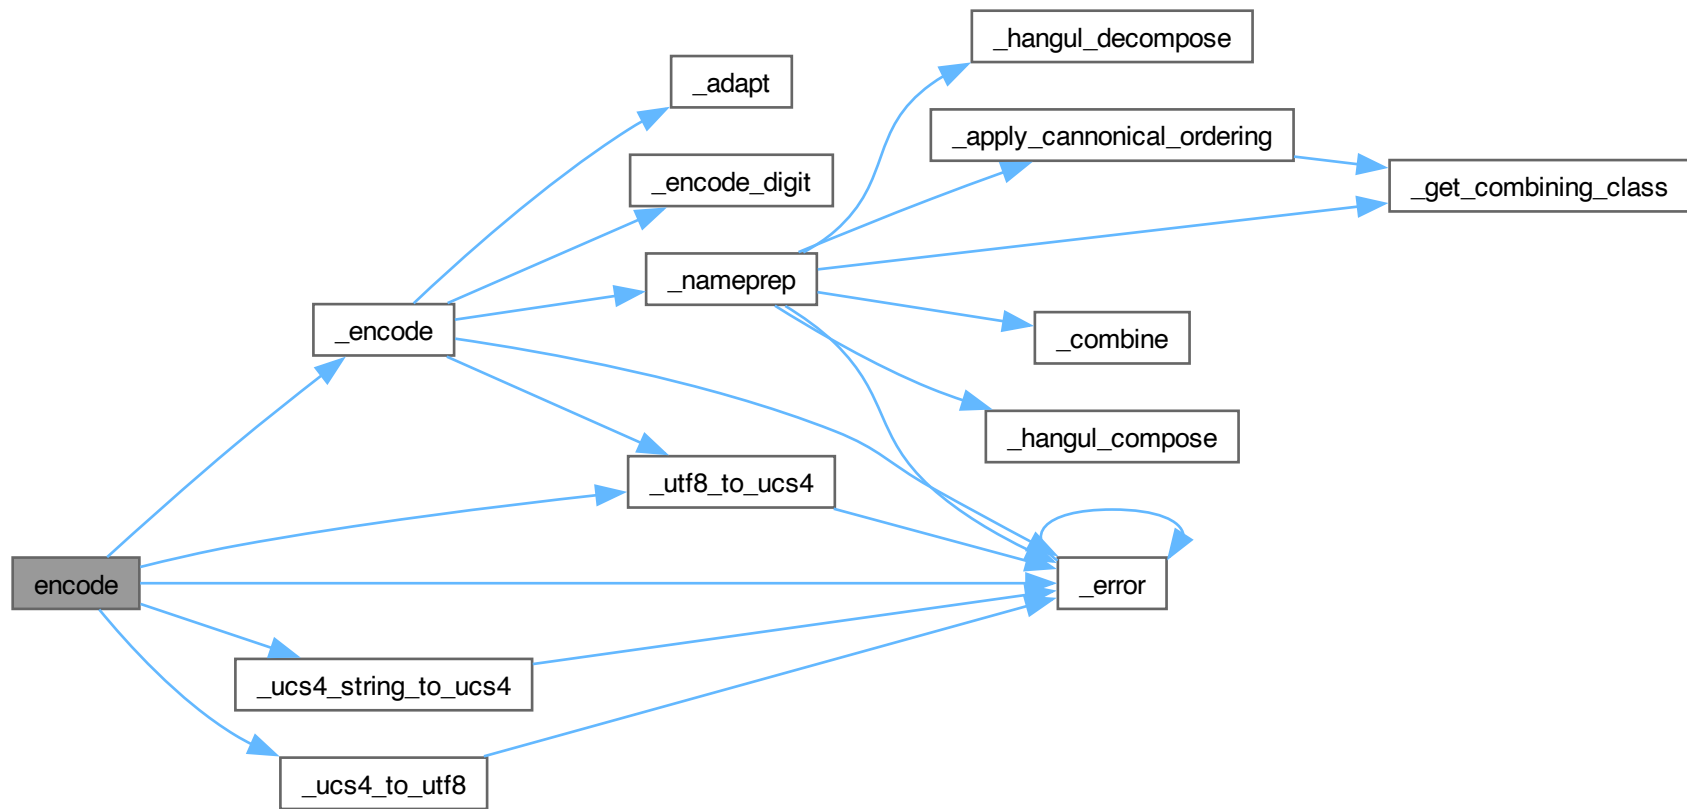 _hangul_decompose
_adapt
_apply_cannonical_ordering
_encode_digit
_get_combining_class
_nameprep
_encode
_combine
_hangul_compose
_utf8_to_ucs4
encode
_error
_ucs4_string_to_ucs4
_ucs4_to_utf8